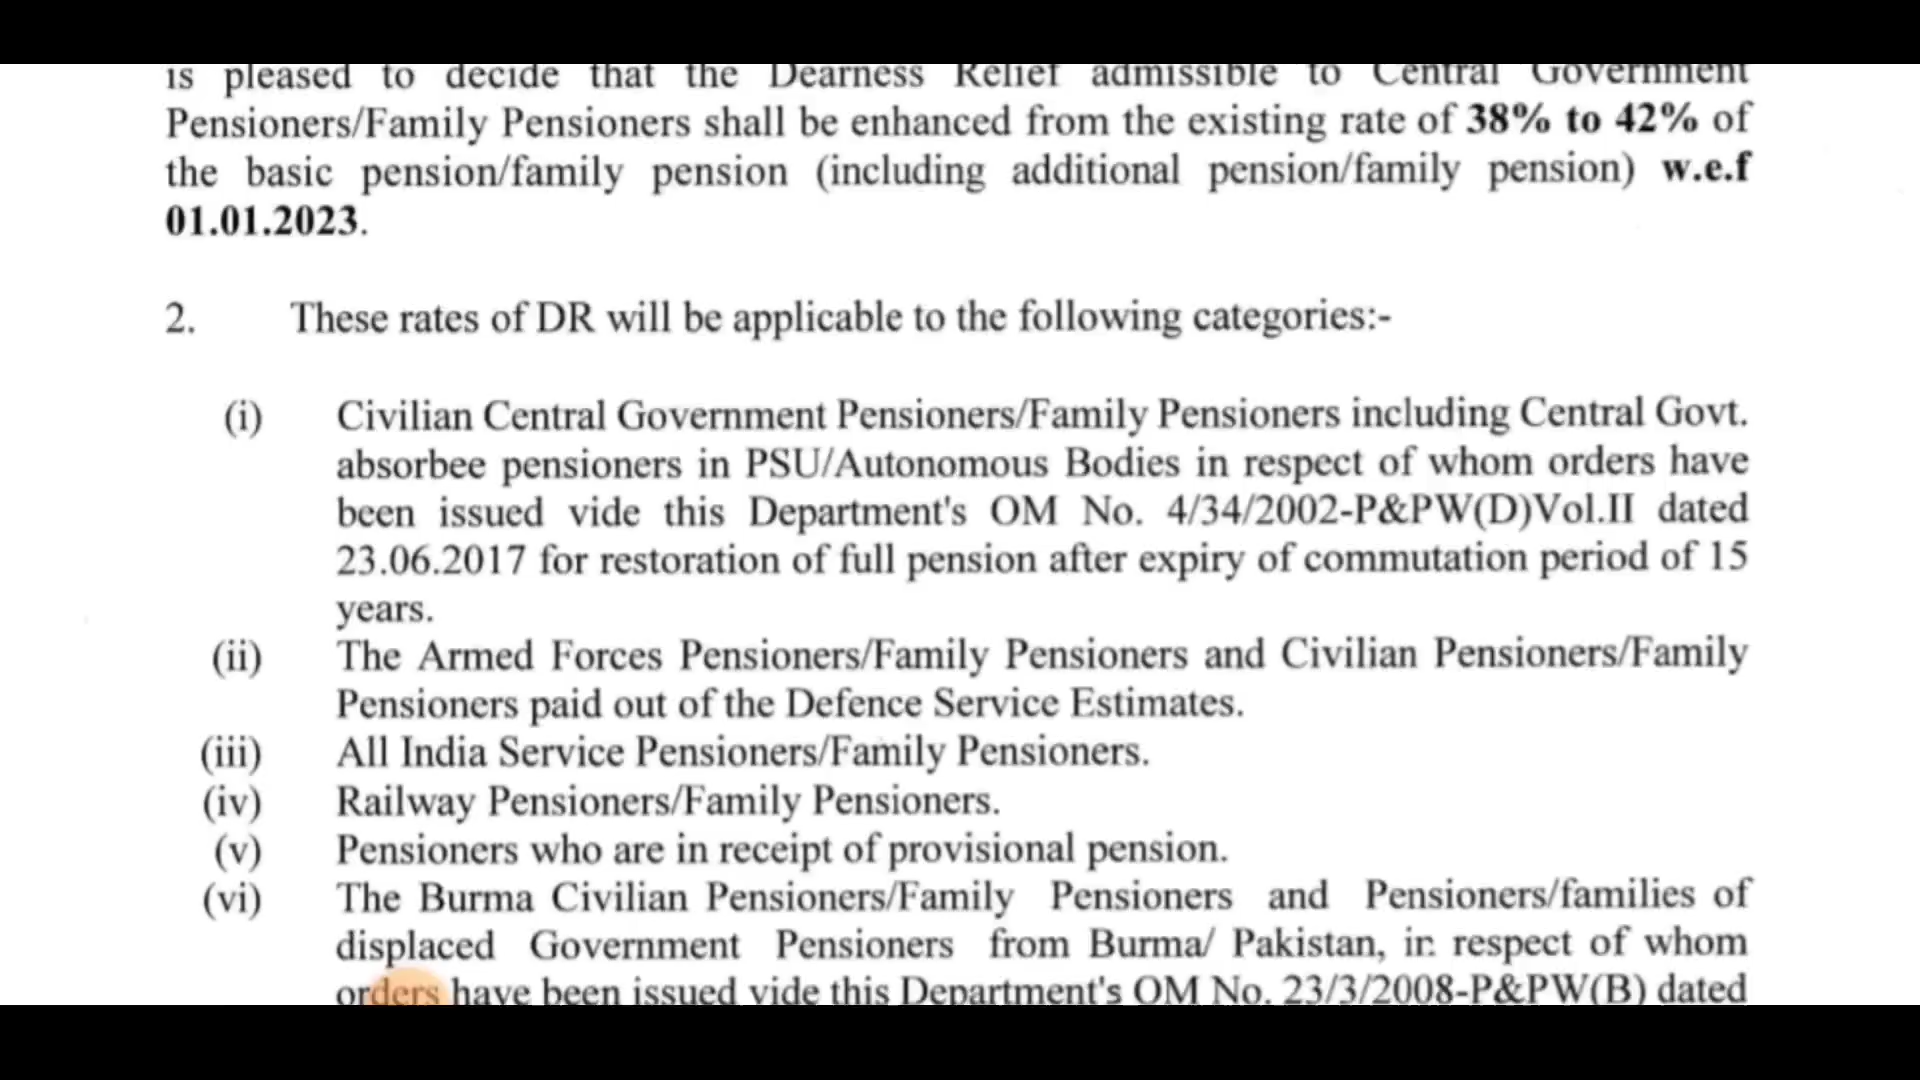 is pleased to decide that the Dearness Relief admissible to Central Government
Pensioners/Family Pensioners shall be enhanced from the existing rate of 38% to 42% of
the basic pension/family pension (including additional pension/family pension) w.e.f
01.01.2023.
2. These rates of DR will be applicable to the following categories:-
(i) Civilian Central Government Pensioners/Family Pensioners including Central Govt.
absorbee pensioners in PSU/Autonomous Bodies in respect of whom orders have
been issued vide this Department's OM No. 4/34/2002-P&PW(D)Vol.II dated
23.06.2017 for restoration of full pension after expiry of commutation period of 15
years.
(ii) The Armed Forces Pensioners/Family Pensioners and Civilian Pensioners/Family
Pensioners paid out of the Defence Service Estimates.
(iii) All India Service Pensioners/Family Pensioners.
(iv) Railway Pensioners/Family Pensioners.
(v) Pensioners who are in receipt of provisional pension.
(vi) The Burma Civilian Pensioners/Family Pensioners and Pensioners/families of
displaced Government Pensioners from Burma/ Pakistan, in respect of whom
orders have been issued vide this Department's OM No. 23/3/2008-P&PW(B) dated